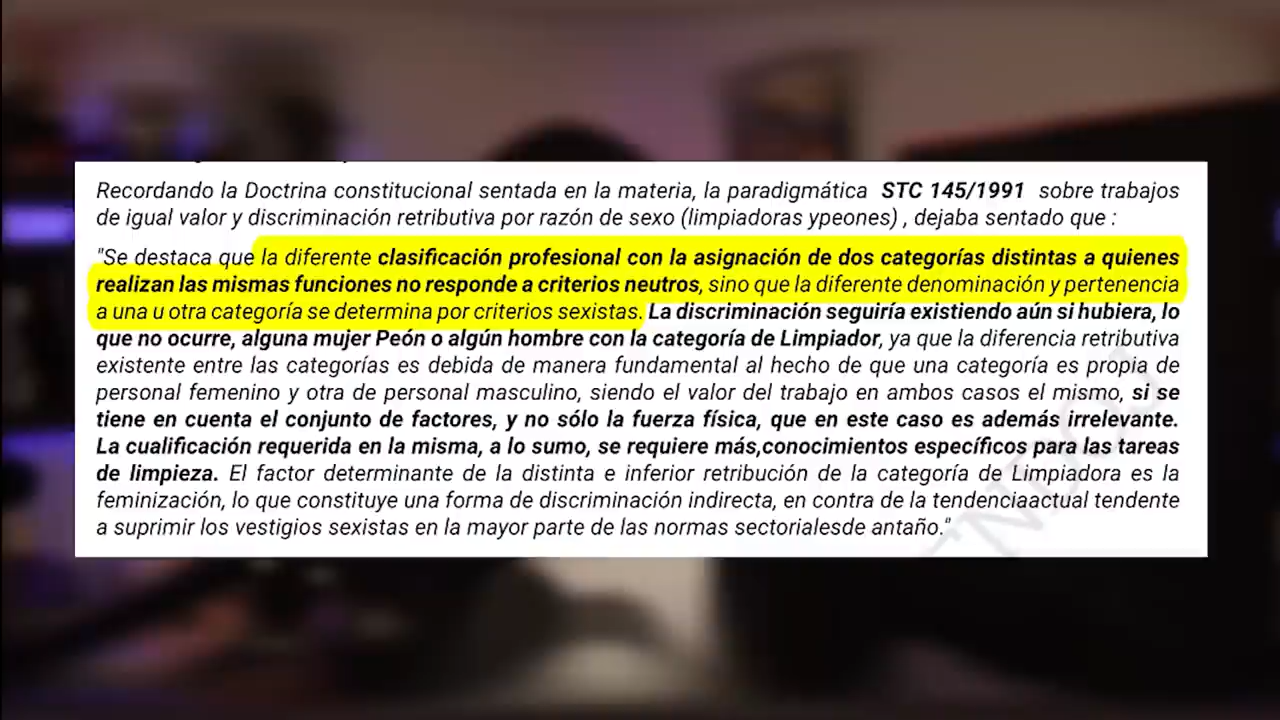 Recordando la Doctrina constitucional sentada en la materia, la paradigmática STC 145/1991 sobre trabajos
de igual valor y discriminación retributiva por razón de sexo (limpiadoras ypeones) , dejaba sentado que :
"Se destaca que la diferente clasificación profesional con la asignación de dos categorías distintas a quienes
realizan las mismas funciones no responde a criterios neutros, sino que la diferente denominación y pertenencia
a una u otra categoría se determina por criterios sexistas. La discriminación seguiría existiendo aún si hubiera, lo
que no ocurre, alguna mujer Peón o algún hombre con la categoría de Limpiador, ya que la diferencia retributiva
existente entre las categorías es debida de manera fundamental al hecho de que una categoría es propia de
personal femenino y otra de personal masculino, siendo el valor del trabajo en ambos casos el mismo, si se
tiene en cuenta el conjunto de factores, y no sólo la fuerza física, que en este caso es además irrelevante.
La cualificación requerida en la misma, a lo sumo, se requiere más,conocimientos específicos para las tareas
de limpieza. El factor determinante de la distinta e inferior retribución de la categoría de Limpiadora es la
feminización, lo que constituye una forma de discriminación indirecta, en contra de la tendenciaactual tendente
a suprimir los vestigios sexistas en la mayor parte de las normas sectorialesde antaño."